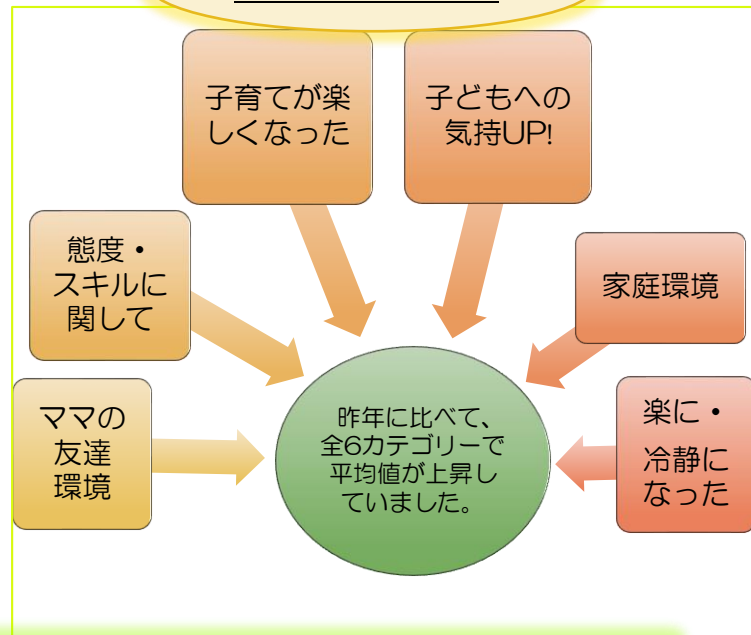 子育てが楽
しくなった
子どもへの
気持UP!
態度・
スキルに
関して
家庭環境
ママの
友達
環境
昨年に比べて、
全6カテゴリーで
平均値が上昇し
ていました。
楽に・
冷静に
なった